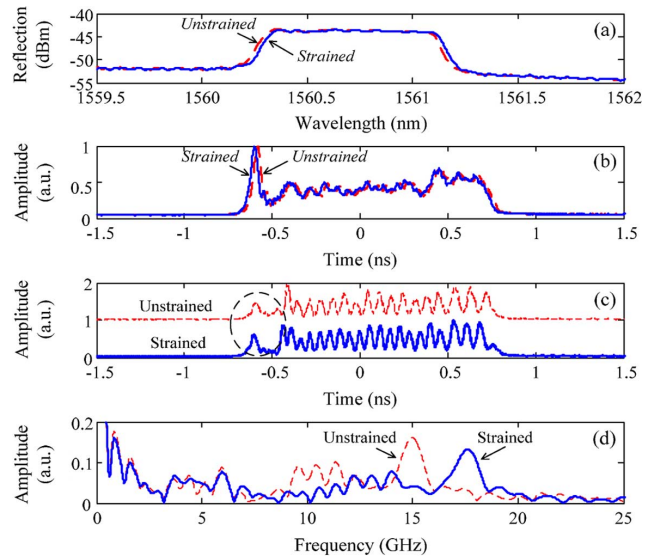 Reflection
(dBm)
-40
-45
-50
-55
Unstrained
Strained
(a)
1559.5
1560
1560.5
1561
1561.5
1562
Wavelength (nm)
Amplitude
(a.u.)
1
0.5
0
Strained
Unstrained
(b)
-1.5
-1
-0.5
0
0.5
1
1.5
Time (ns)
Amplitude
(a.u.)
2
1
0
Unstrained
Strained
(c)
-1.5
-1
-0.5
0
0.5
1
1.5
Time (ns)
Amplitude
(a.u.)
0.2
0.1
0
Unstrained
Strained
(d)
0
5
10
15
20
25
Frequency (GHz)